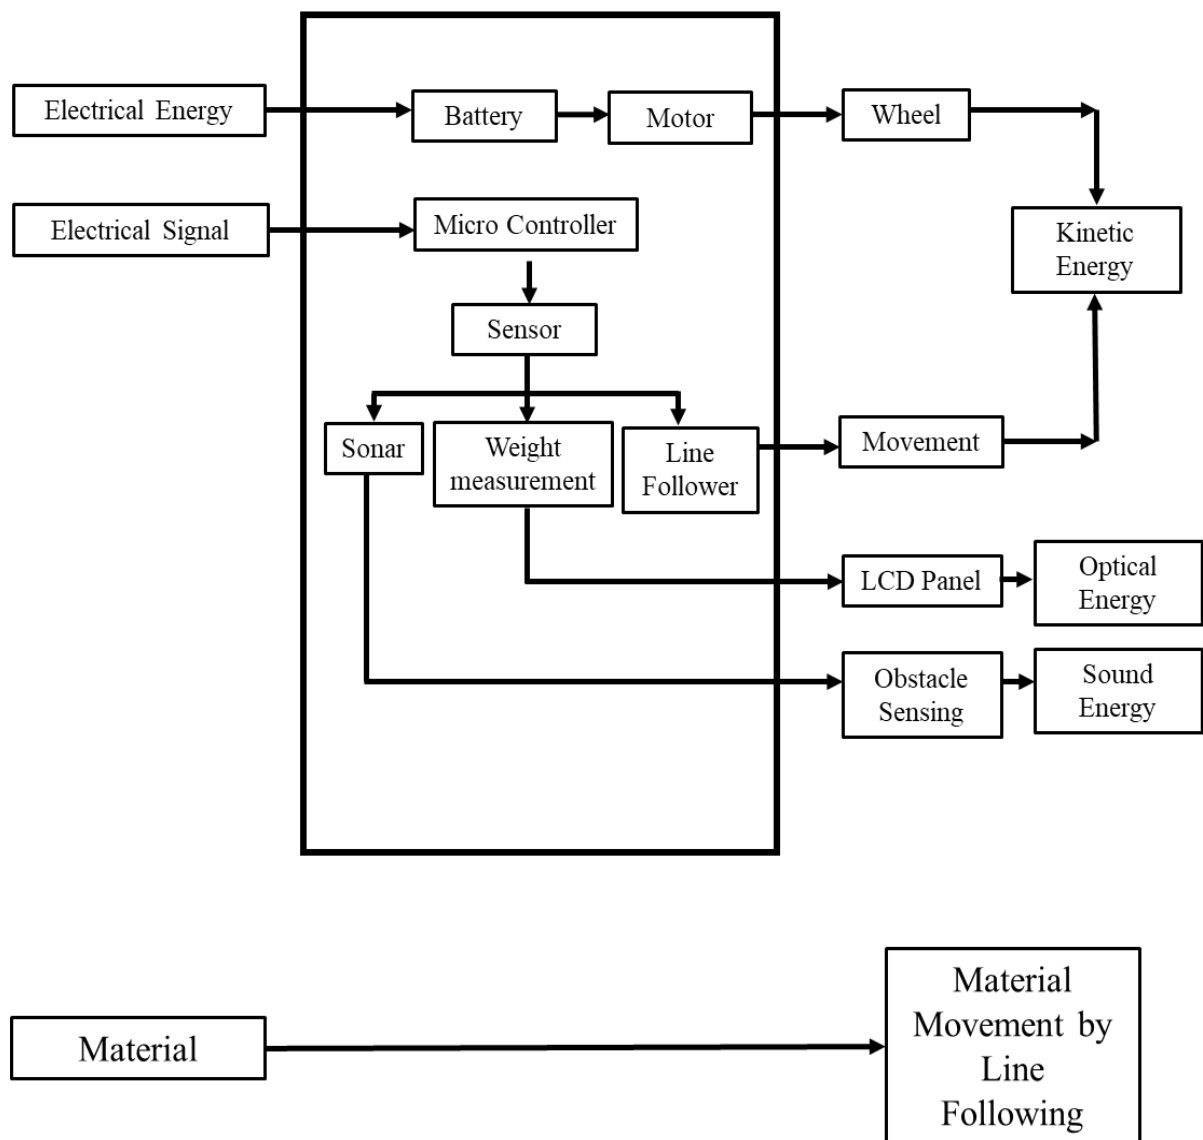 Electrical Energy
Battery
Motor
Wheel
Electrical Signal
Micro Controller
Kinetic
Energy
Sensor
Sonar
Weight
measurement
Line
Follower
Movement
LCD Panel
Optical
Energy
Obstacle
Sensing
Sound
Energy
Material
Material
Movement by
Line
Following